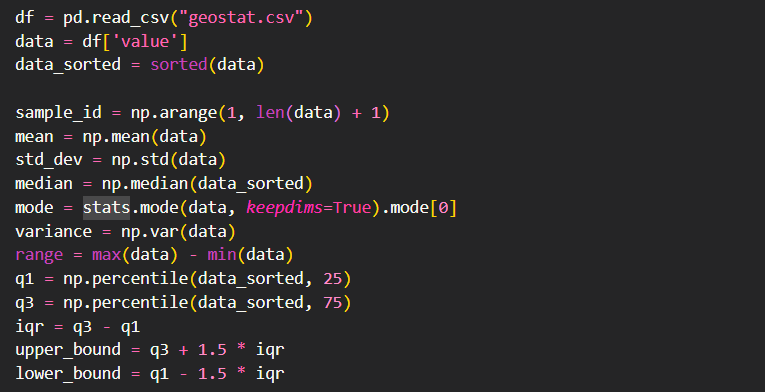 df = pd.read_csv("geostat.csv")
data = df['value']
data_sorted = sorted(data)
sample_id = np.arange(1, len(data) + 1)
mean = np.mean(data)
std_dev = np.std(data)
median = np.median(data_sorted)
mode = stats.mode(data, keepdims=True).mode[0]
variance = np.var(data)
range = max(data) - min(data)
q1 = np.percentile(data_sorted, 25)
q3 = np.percentile(data_sorted, 75)
iqr = q3 - q1
upper_bound = q3 + 1.5 * iqr
lower_bound = q1 - 1.5 * iqr